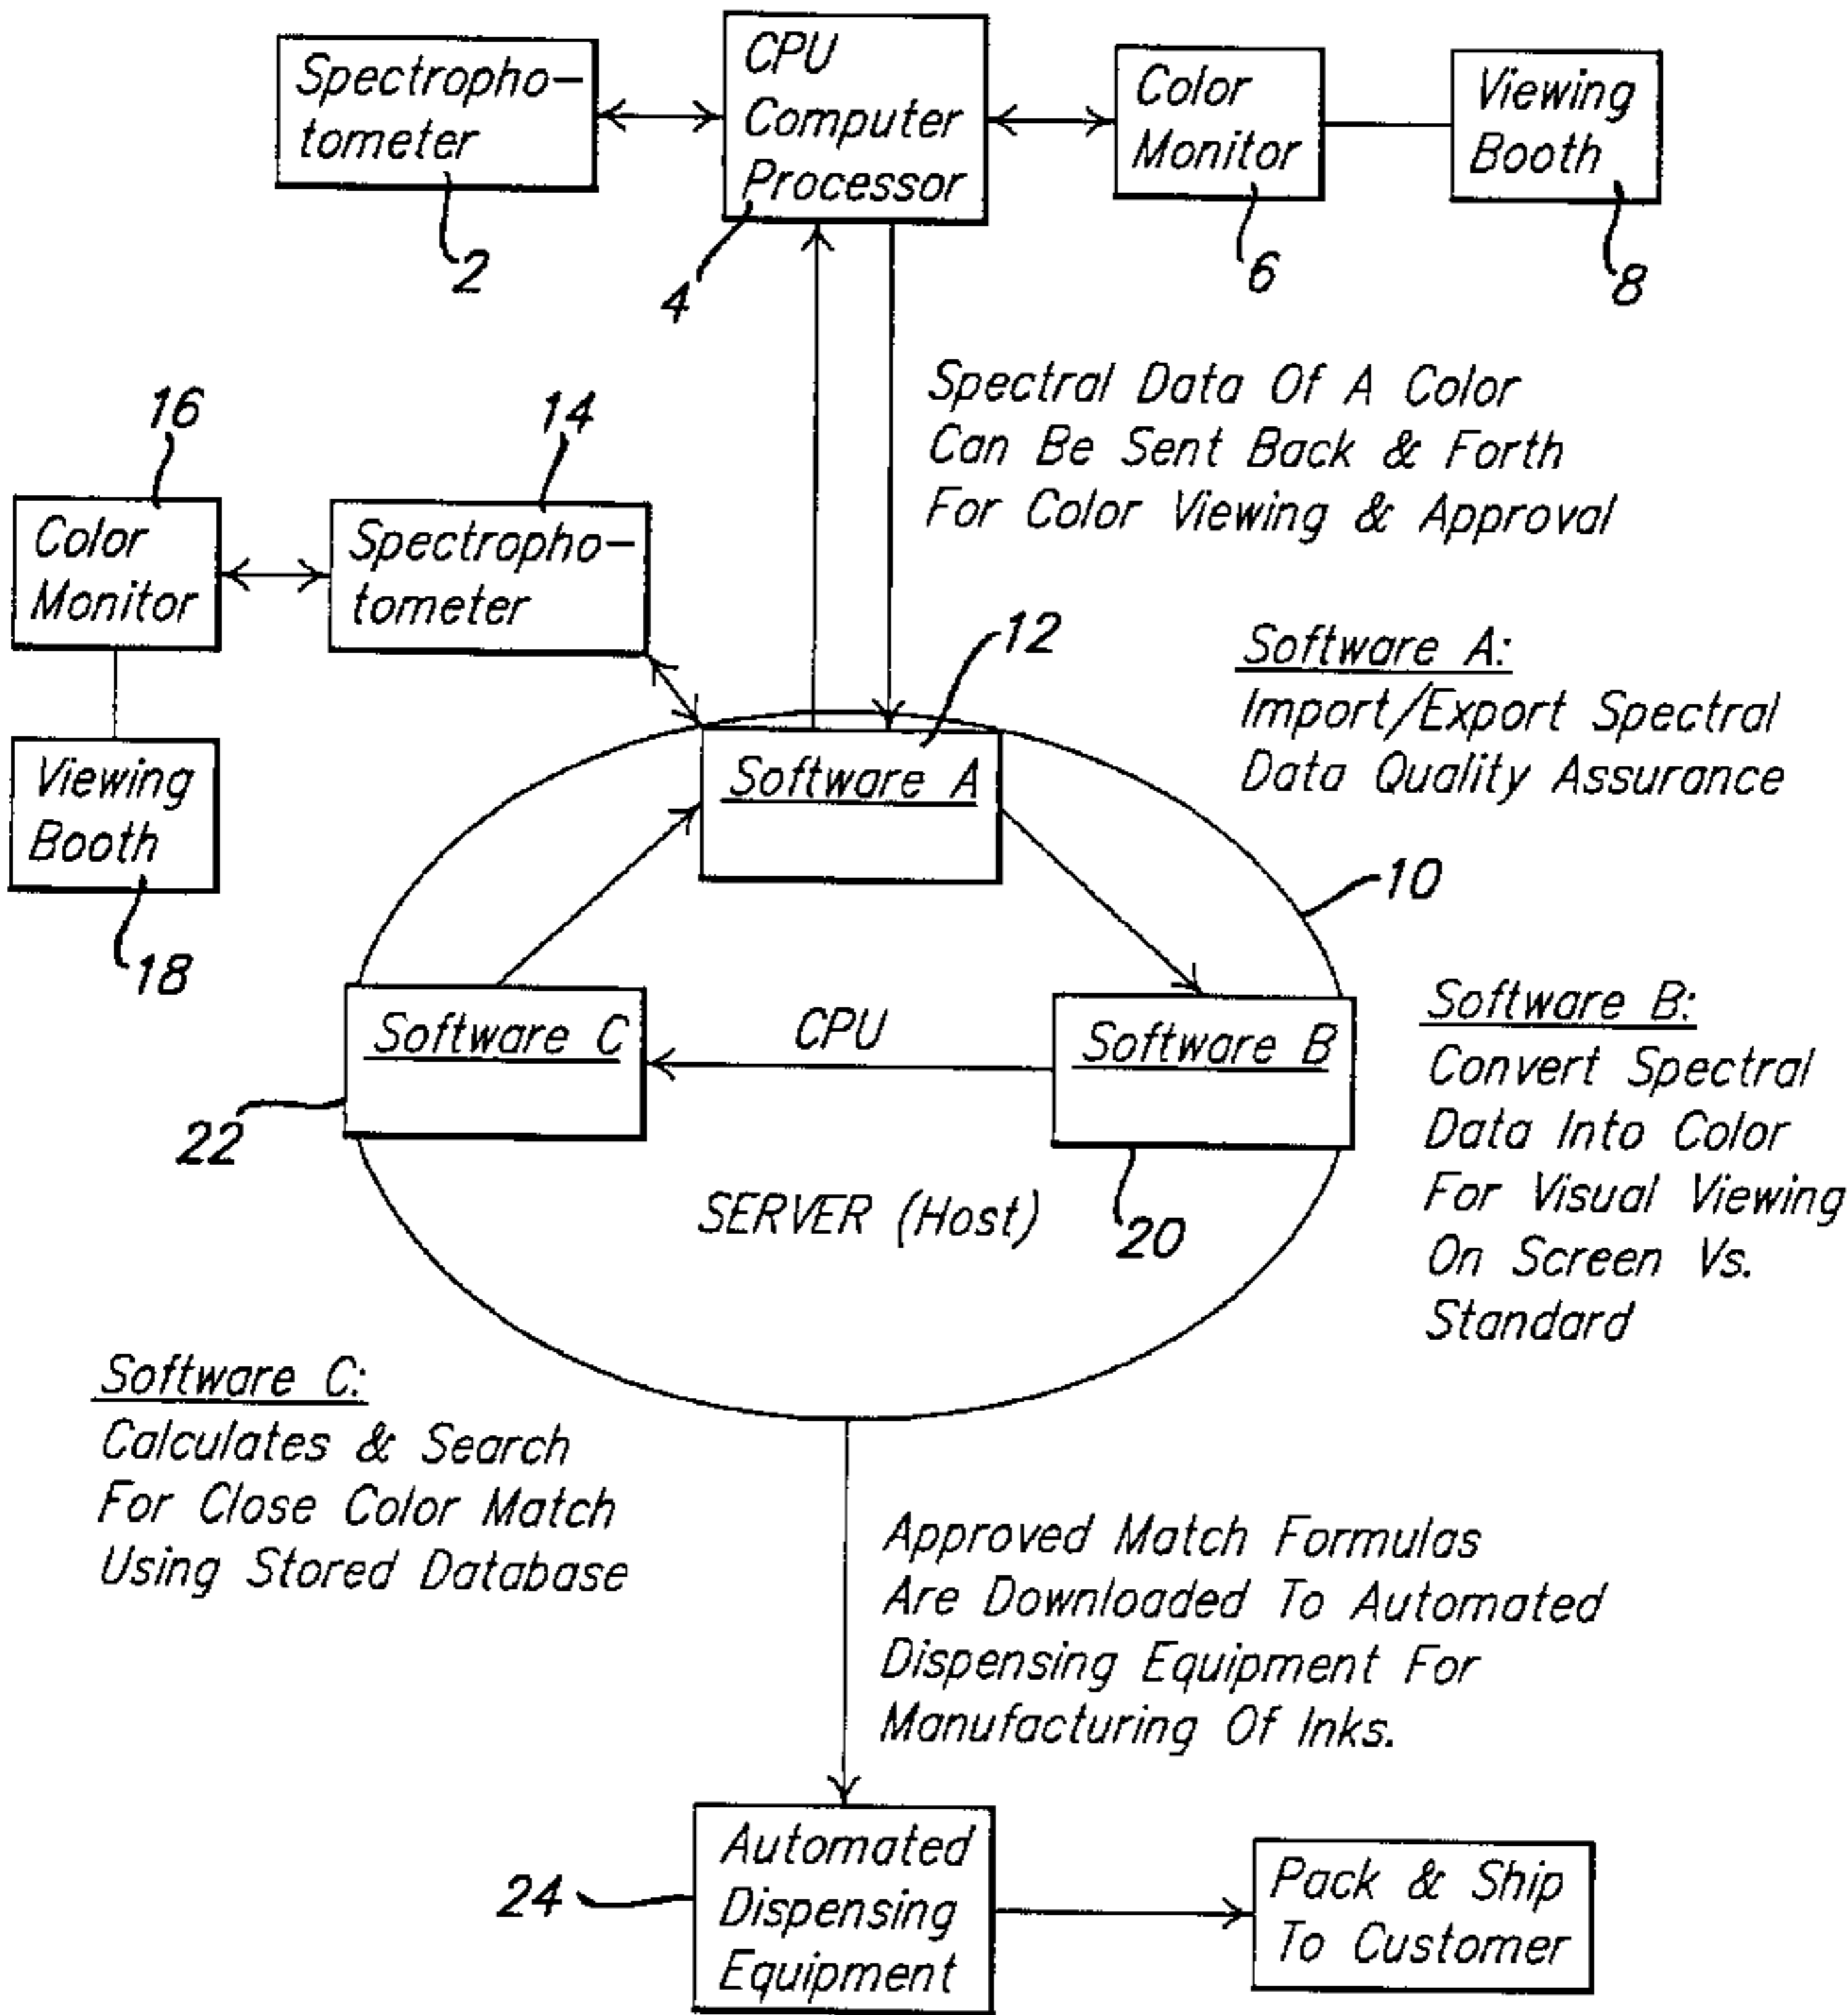 Spectropho-
tometer
2
CPU
Computer
Processor
4
Color
Monitor
6
Viewing
Booth
8
Spectral Data Of A Color
Can Be Sent Back & Forth
For Color Viewing & Approval
16
Color
Monitor
14
Spectropho-
tometer
Viewing
Booth
18
12
Software A
Software A:
Import/Export Spectral
Data Quality Assurance
10
Software C
22
CPU
Software B
20
SERVER (Host)
Software B:
Convert Spectral
Data Into Color
For Visual Viewing
On Screen Vs.
Standard
Software C:
Calculates & Search
For Close Color Match
Using Stored Database
Approved Match Formulas
Are Downloaded To Automated
Dispensing Equipment For
Manufacturing Of Inks.
24
Automated
Dispensing
Equipment
Pack & Ship
To Customer